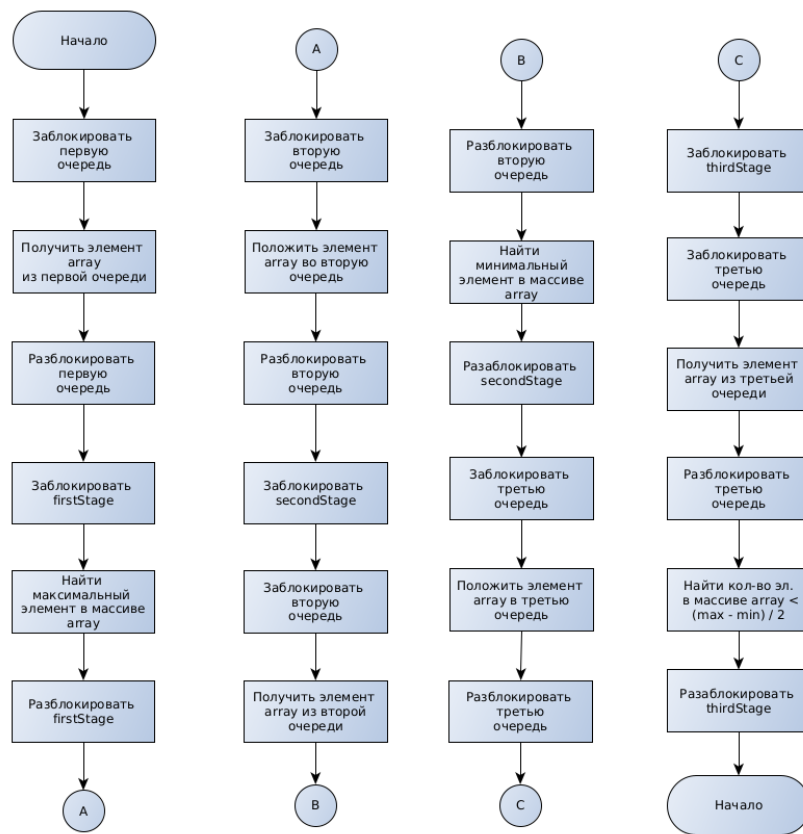 Начало
Заблокировать
первую
очередь
Получить элемент
array
из первой очереди
Разблокировать
первую
очередь
Заблокировать
firstStage
Найти
максимальный
элемент в массиве
array
Разблокировать
firstStage
A
A
Заблокировать
вторую
очередь
Положить элемент
array во вторую
очередь
Разблокировать
вторую
очередь
Заблокировать
secondStage
Заблокировать
вторую
очередь
Получить элемент
array из второй
очереди
B
B
Разблокировать
вторую
очередь
Найти
минимальный
элемент в массиве
array
Разаблокировать
secondStage
Заблокировать
третью
очередь
Положить элемент
array в третью
очередь
Разблокировать
третью
очередь
C
C
Заблокировать
thirdStage
Заблокировать
третью
очередь
Получить элемент
array из третьей
очереди
Разблокировать
третью
очередь
Найти кол-во эл.
в массиве array <
(max - min) / 2
Разаблокировать
thirdStage
Начало